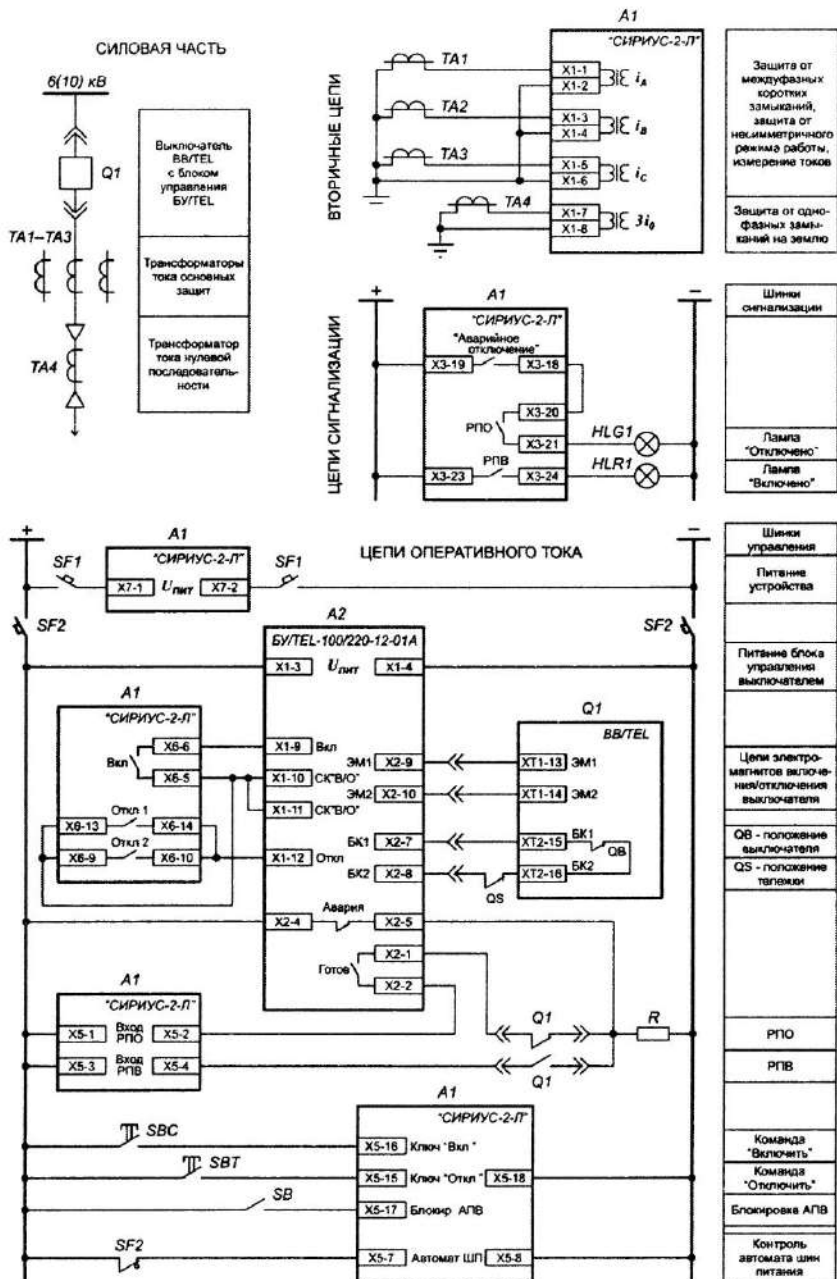 СИЛОВАЯ ЧАСТЬ
6(10) кВ
Q1
TA1–TA3
TA4
Выключатель
BB/TEL
с блоком
управления
БУ/TEL
Трансформаторы
тока основных
защит
Трансформатор
тока нулевой
последователь-
ности
ВТОРИЧНЫЕ ЦЕПИ
A1
"СИРИУС-2-Л"
TA1
X1-1
X1-2
iA
TA2
X1-3
X1-4
iB
TA3
X1-5
X1-6
iC
TA4
X1-7
X1-8
3i0
Защита от
междуфазных
коротких
замыканий,
защита от
несимметричного
режима работы,
измерение токов
Защита от одно-
фазных замы-
каний на землю
ЦЕПИ СИГНАЛИЗАЦИИ
+
A1
–
"СИРИУС-2-Л"
"Аварийное
отключение"
X3-19
X3-18
X3-20
РПО
X3-21
HLG1
X3-23
РПВ
X3-24
HLR1
Шинки
сигнализации
Лампа
"Отключено"
Лампа
"Включено"
ЦЕПИ ОПЕРАТИВНОГО ТОКА
+
–
A1
"СИРИУС-2-Л"
SF1
X7-1
Uпит
X7-2
SF1
Шинки
управления
Питание
устройства
SF2
SF2
A2
БУ/TEL-100/220-12-01А
X1-3
Uпит
X1-4
Питание блока
управления
выключателем
A1
"СИРИУС-2-Л"
Вкл
X6-6
X6-5
Откл 1
X6-13
X6-14
Откл 2
X6-9
X6-10
X1-9
Вкл
X1-10
СК"В/О"
X1-11
СК"В/О"
X1-12
Откл
ЭМ1
X2-9
ЭМ2
X2-10
БК1
X2-7
БК2
X2-8
QS
Q1
BB/TEL
XT1-13
ЭМ1
XT1-14
ЭМ2
XT2-15
БК1
QB
XT2-16
БК2
Цепи электро-
магнитов включе-
ния/отключения
выключателя
QB - положение
выключателя
QS - положение
тележки
Авария
X2-4
X2-5
X2-1
Готов
X2-2
A1
"СИРИУС-2-Л"
X5-1
Вход
РПО
X5-2
X5-3
Вход
РПВ
X5-4
Q1
Q1
R
РПО
РПВ
A1
"СИРИУС-2-Л"
SBC
X5-16
Ключ "Вкл "
SBT
X5-15
Ключ "Откл "
X5-18
SB
X5-17
Блокир АПВ
SF2
X5-7
Автомат ШП
X5-8
Команда
"Включить"
Команда
"Отключить"
Блокировка АПВ
Контроль
автомата шин
питания